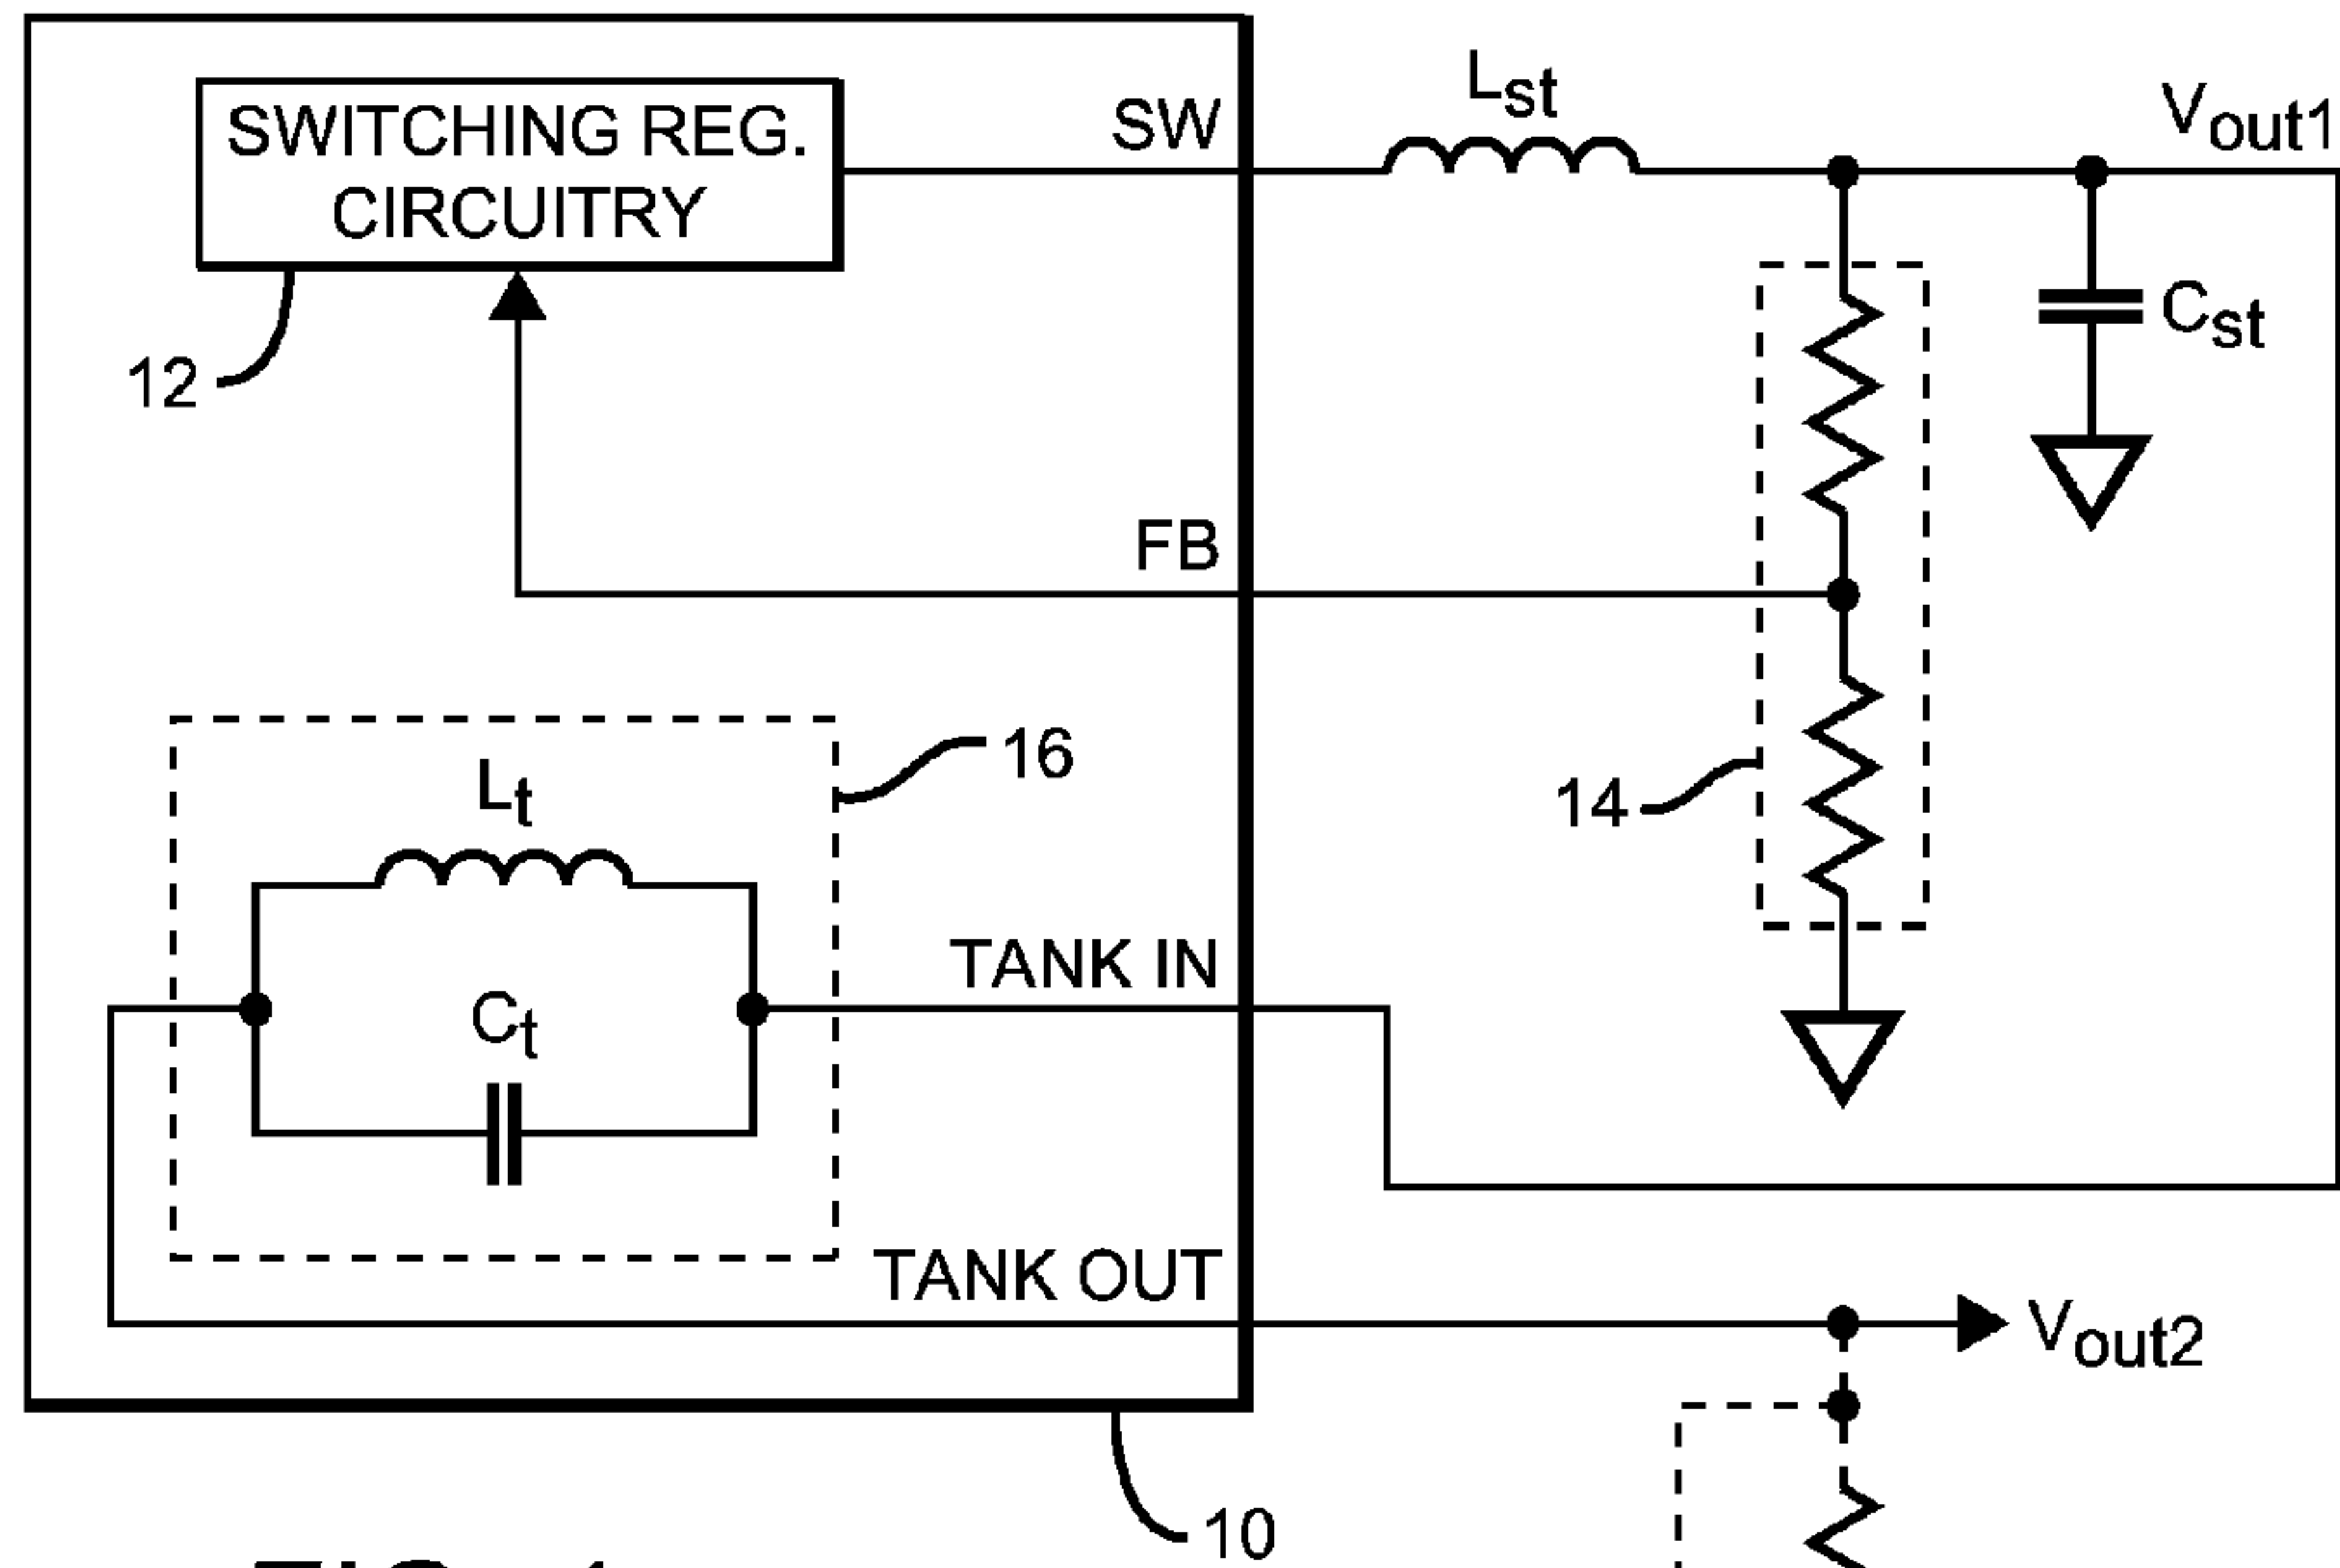 SWITCHING REG.
CIRCUITRY
SW
Lst
Vout1
Cst
12
FB
16
14
Lt
Ct
TANK IN
TANK OUT
Vout2
10